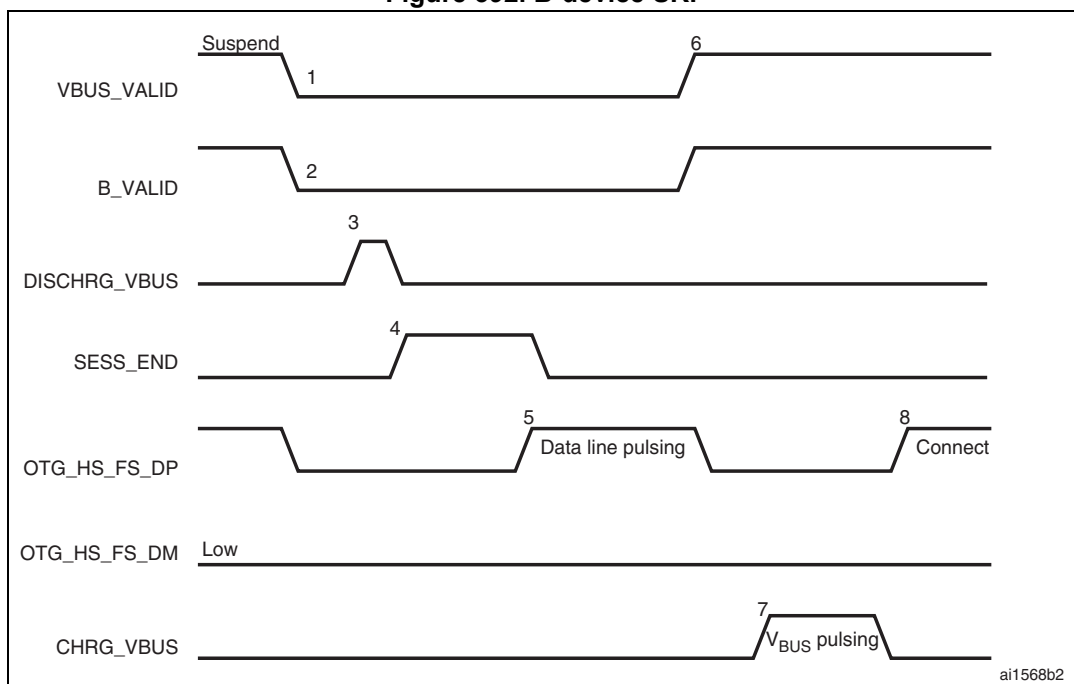 Figure 392. B-device SRP
Suspend
6
VBUS_VALID
1
B_VALID
2
3
DISCHRG_VBUS
4
SESS_END
5
8
Data line pulsing
Connect
OTG_HS_FS_DP
OTG_HS_FS_DM
Low
7
VBUS pulsing
CHRG_VBUS
ai1568b2